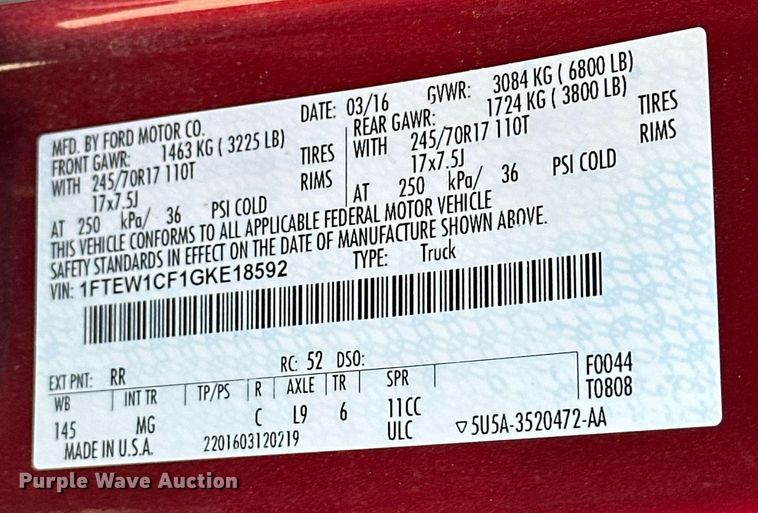 MFD. BY FORD MOTOR CO.
DATE: 03/16
GVWR: 3084 KG ( 6800 LB)
FRONT GAWR: 1463 KG ( 3225 LB)
WITH 245/70R17 110T TIRES
17x7.5J RIMS
AT 250 kPa/ 36 PSI COLD
REAR GAWR: 1724 KG ( 3800 LB)
WITH 245/70R17 110T TIRES
17x7.5J RIMS
AT 250 kPa/ 36 PSI COLD
THIS VEHICLE CONFORMS TO ALL APPLICABLE FEDERAL MOTOR VEHICLE
SAFETY STANDARDS IN EFFECT ON THE DATE OF MANUFACTURE SHOWN ABOVE.
VIN: 1FTEW1CF1GKE18592
TYPE: Truck
EXT PNT: RR RC: 52 DSO:
WB INT TR TP/PS R AXLE TR SPR
145 MG C L9 6 11CC
ULC
F0044
T0808
MADE IN U.S.A. 2201603120219
▽5U5A-3520472-AA
Purple Wave Auction